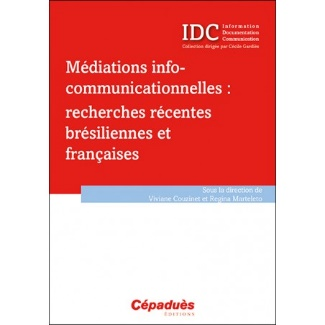 IDC
Information
Documentation
Communication
Collection dirigée par Cécile Gardiès
Médiations info-
communicationnelles :
recherches récentes
brésiliennes et
françaises
Sous la direction de
Viviane Couzinet et Regina Marteleto
Cépaduès
ÉDITIONS